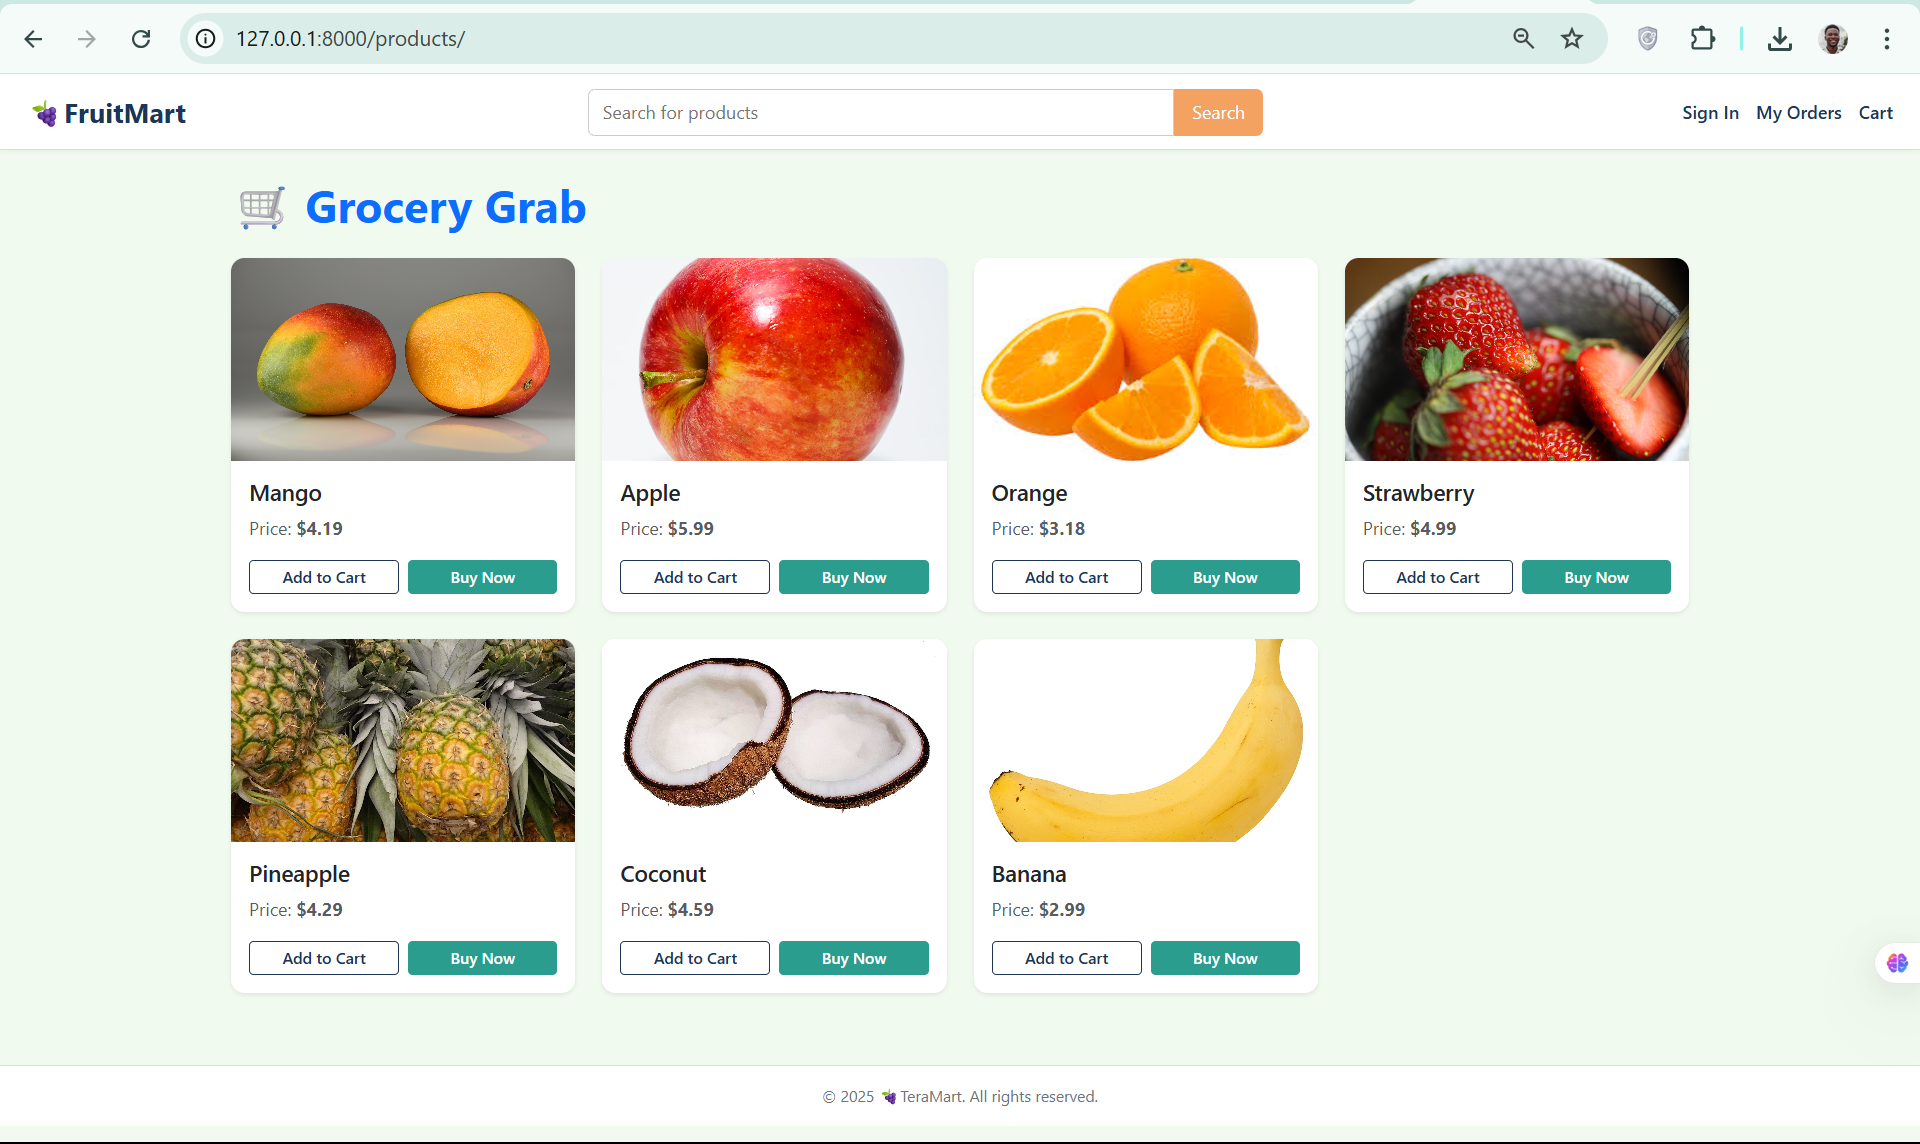 127.0.0.1:8000/products/
FruitMart
Search for products
Search
Sign In My Orders Cart
Grocery Grab
Mango
Price: $4.19
Add to Cart Buy Now
Apple
Price: $5.99
Add to Cart Buy Now
Orange
Price: $3.18
Add to Cart Buy Now
Strawberry
Price: $4.99
Add to Cart Buy Now
Pineapple
Price: $4.29
Add to Cart Buy Now
Coconut
Price: $4.59
Add to Cart Buy Now
Banana
Price: $2.99
Add to Cart Buy Now
© 2025 🍇 TeraMart. All rights reserved.